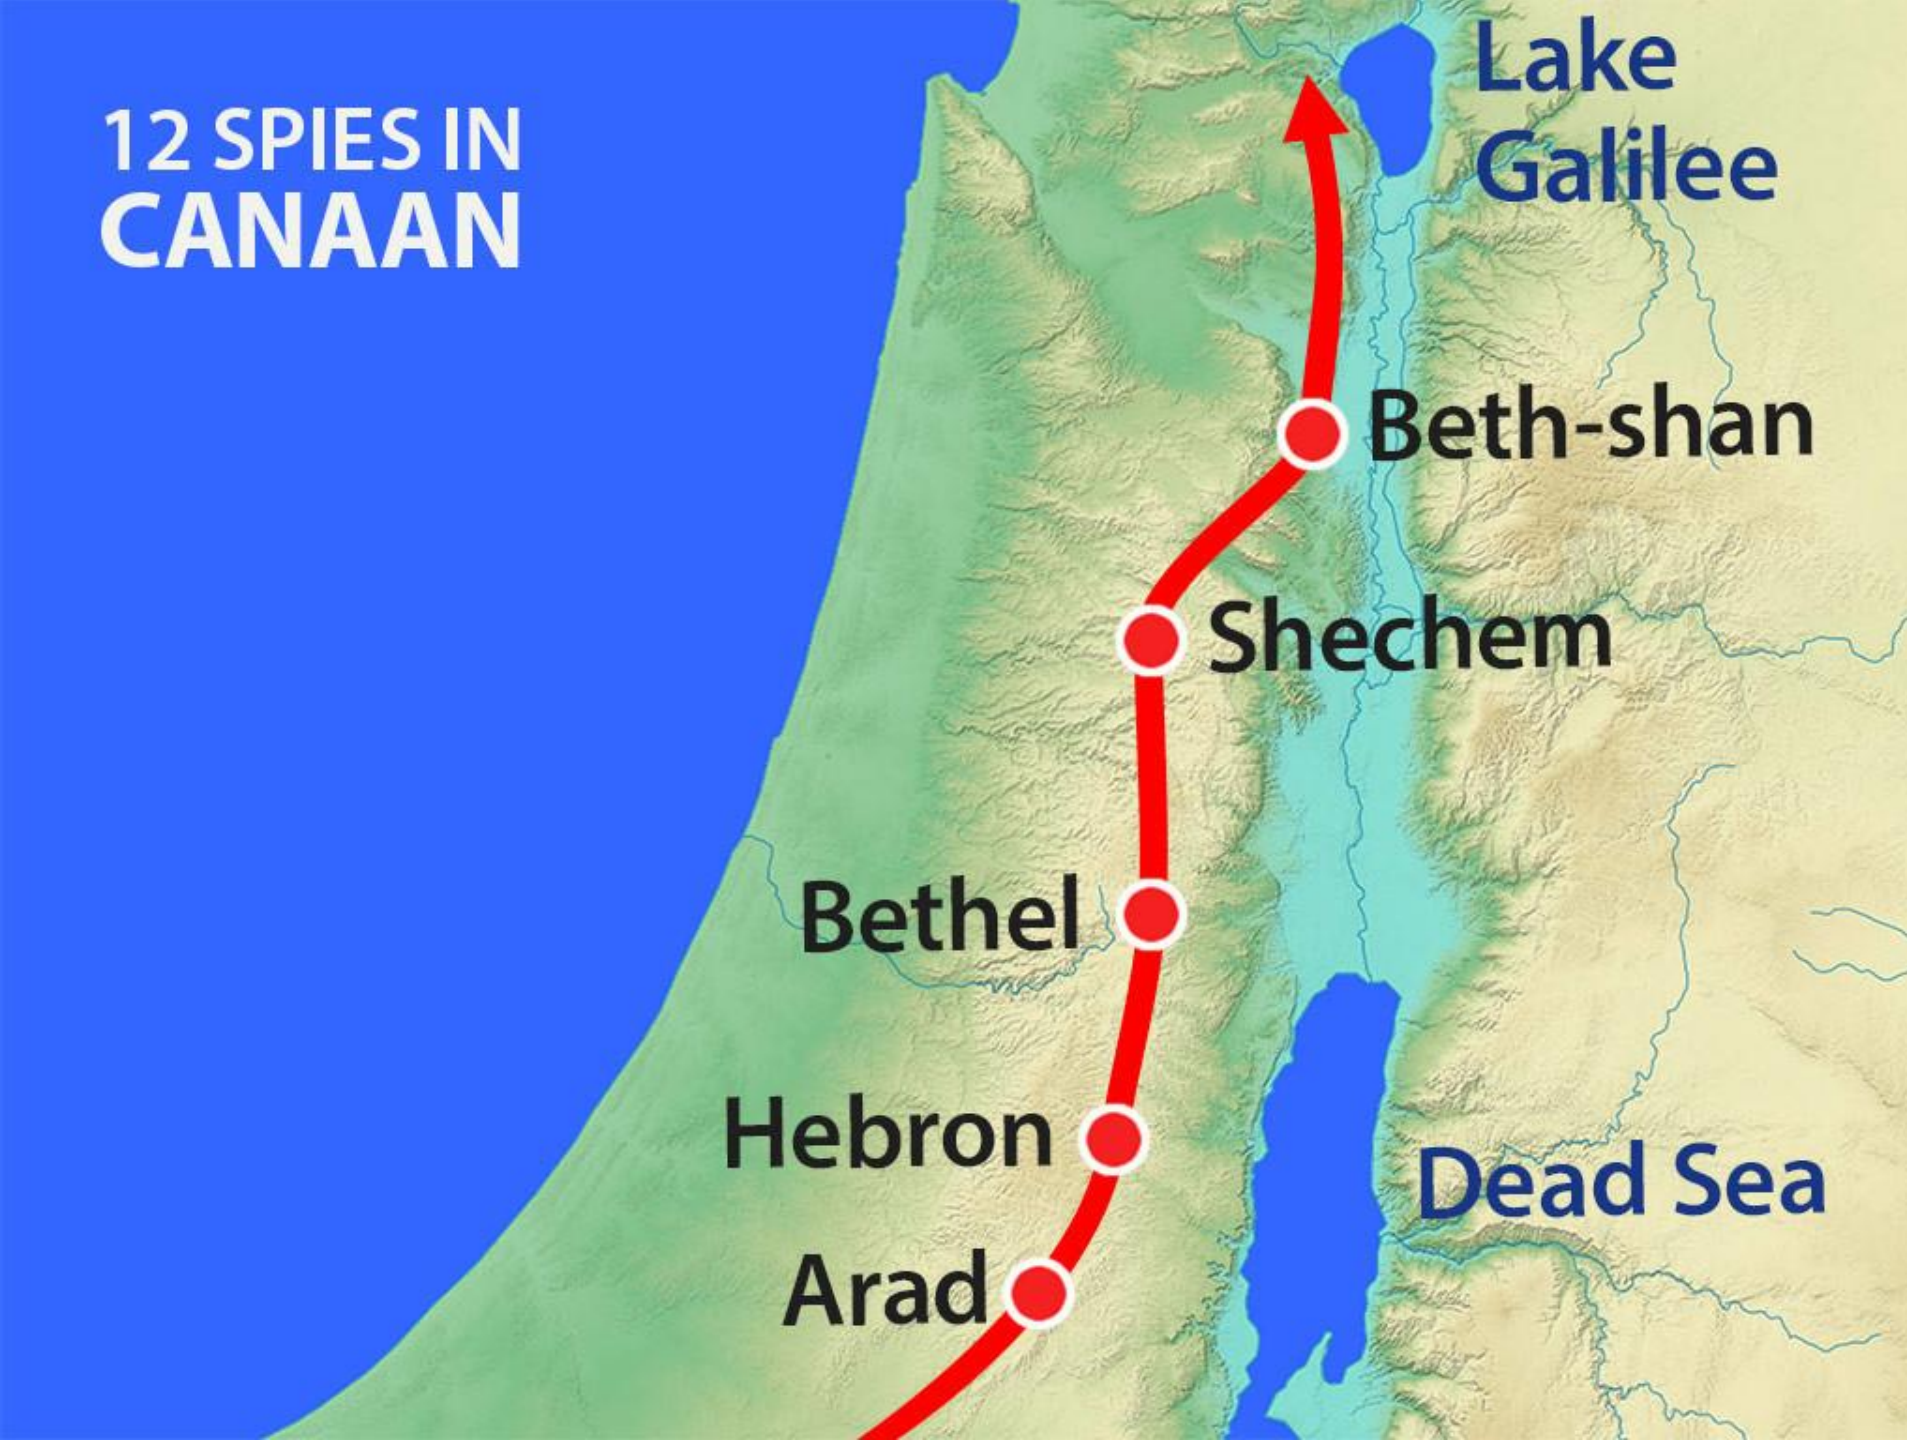 12 SPIES IN
CANAAN
Lake
Galilee
Beth-shan
Shechem
Bethel
Hebron
Dead Sea
Arad